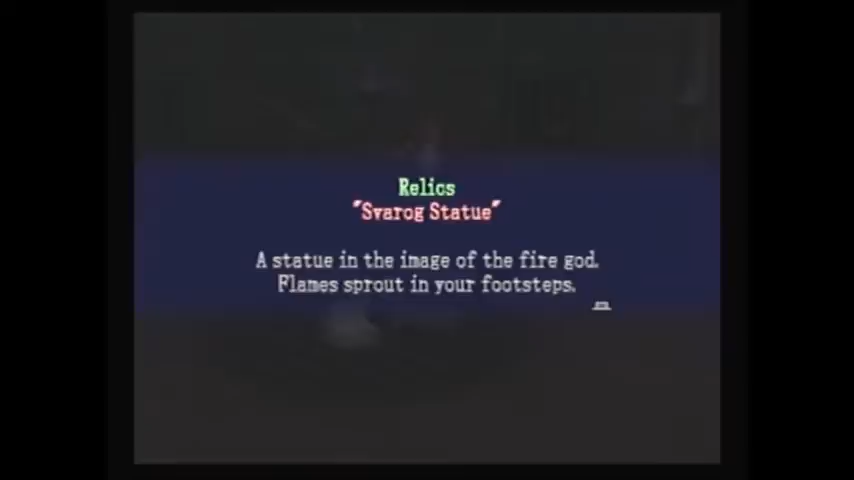 Relics
"Svarog Statue"
A statue in the image of the fire god.
Flames sprout in your footsteps.